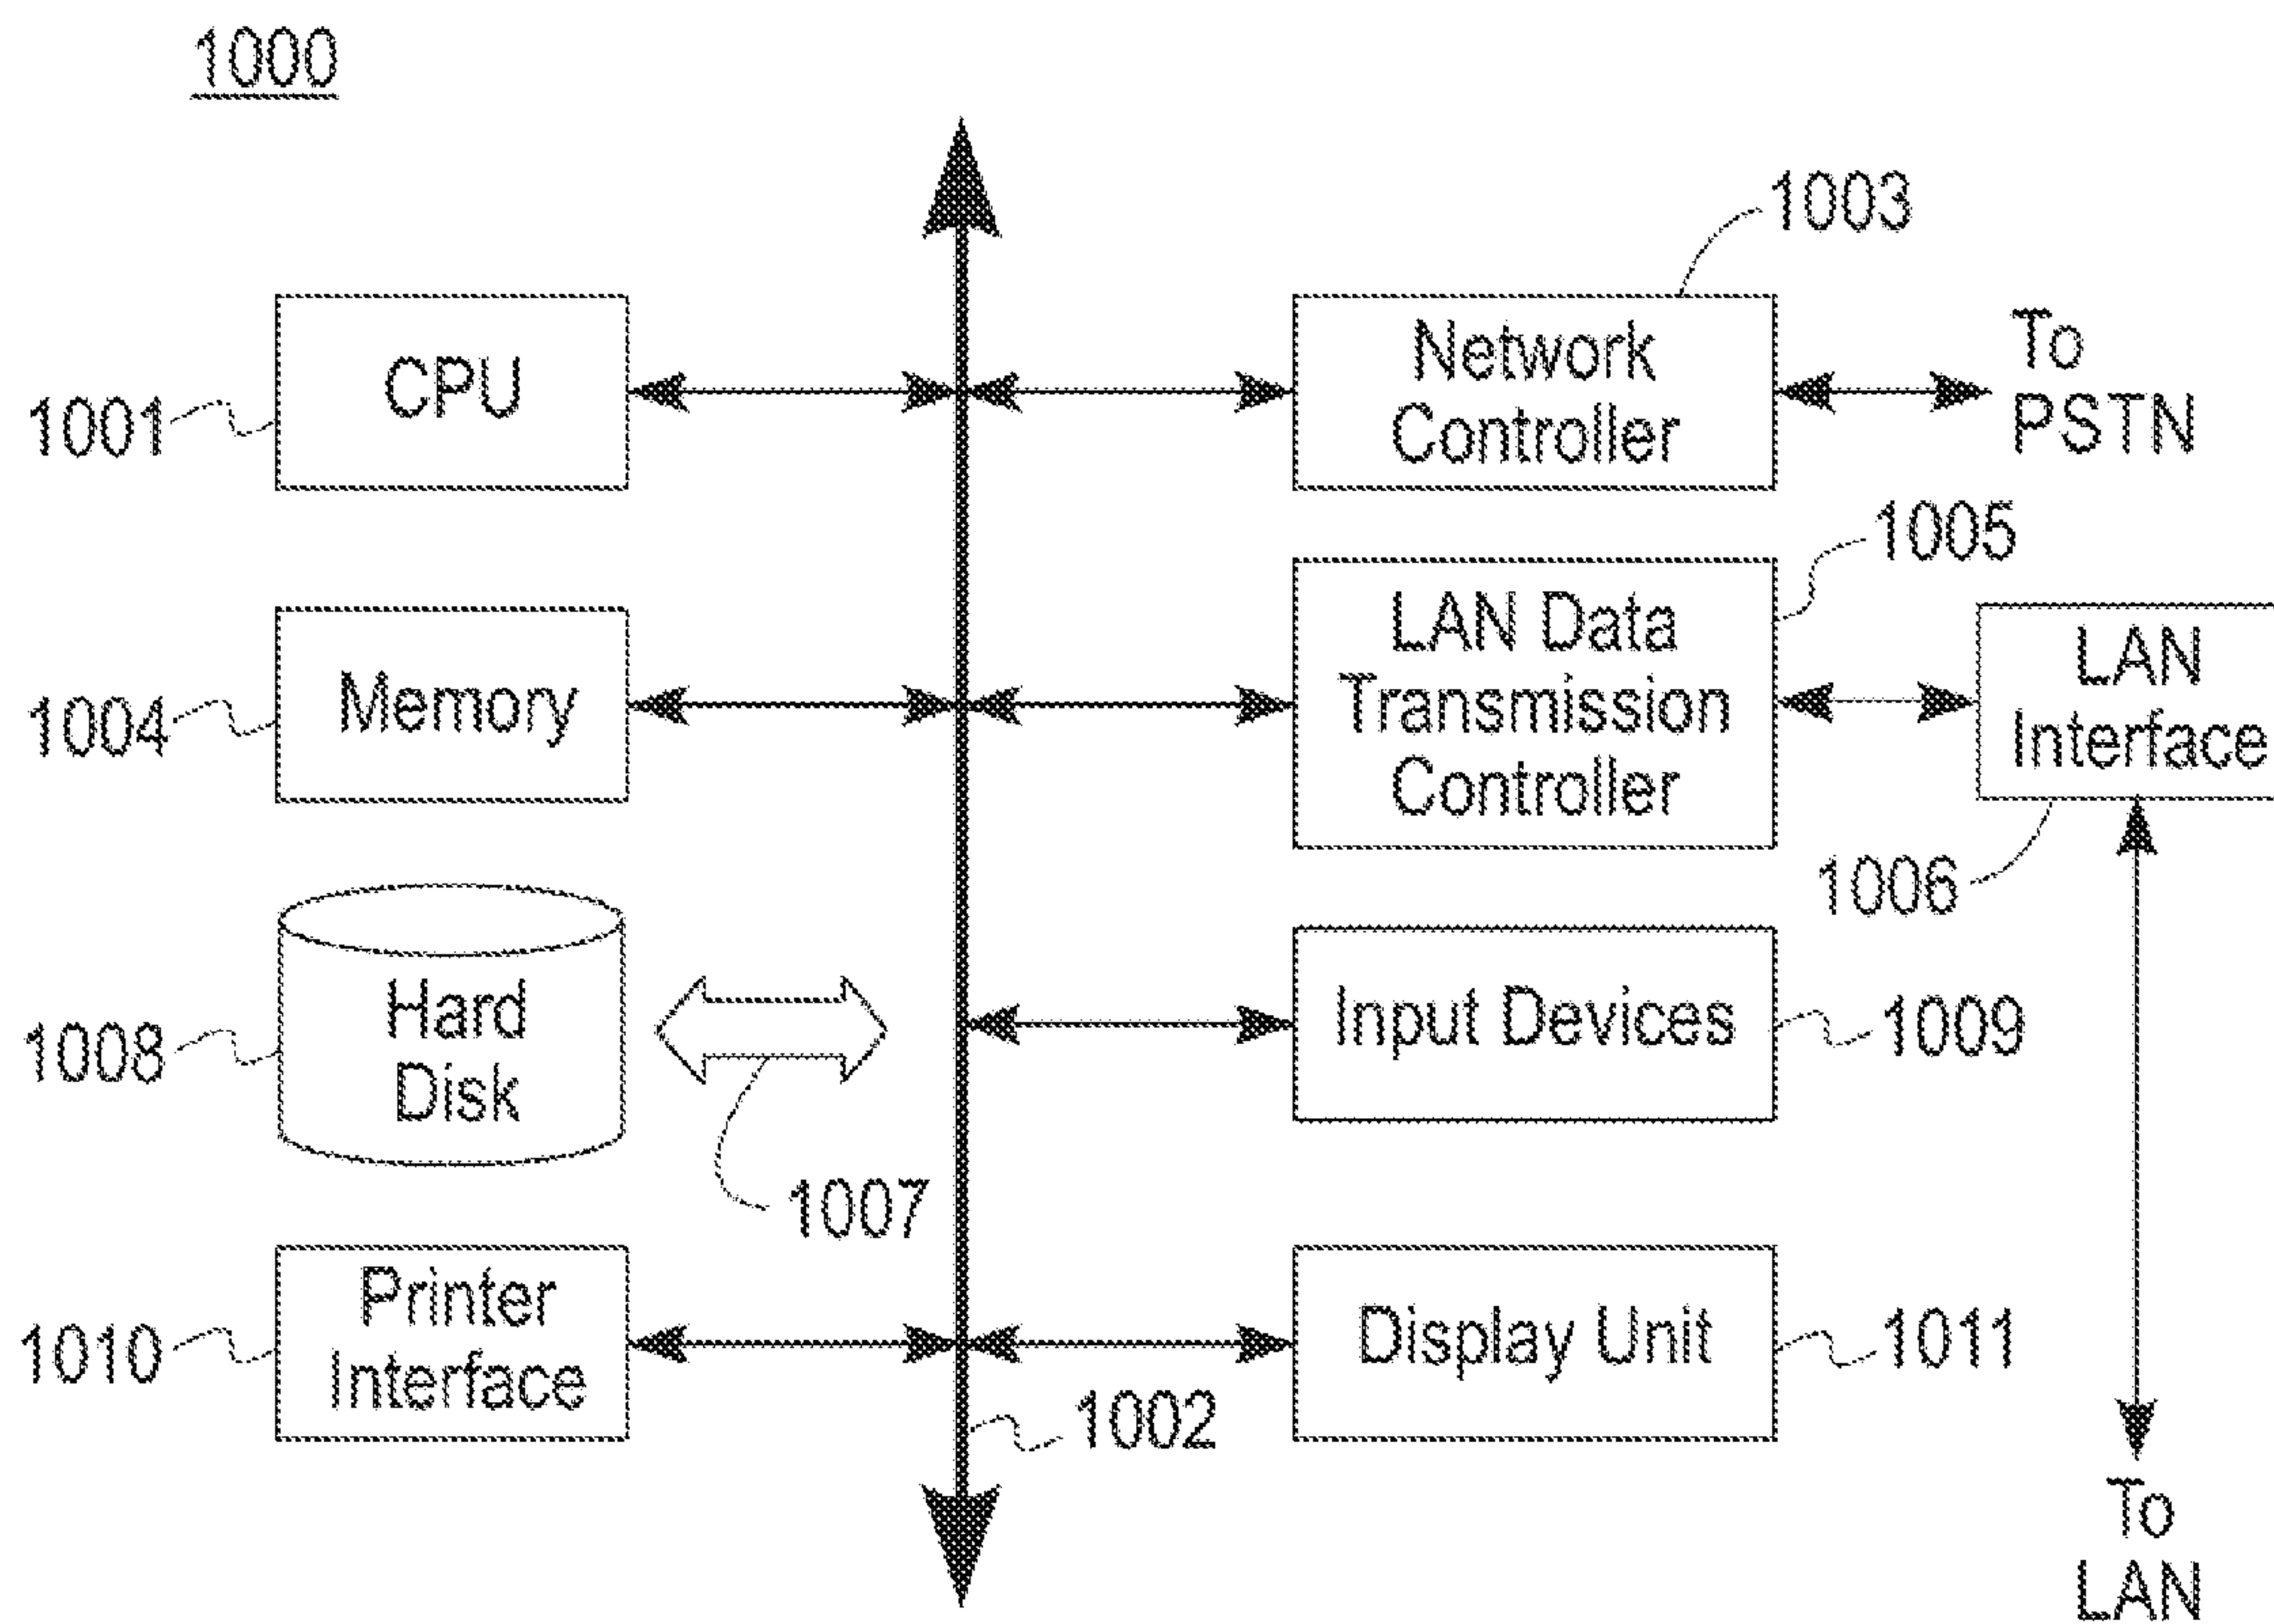 1000
1003
CPU
Network
Controller
To
PSTN
1001
1005
Memory
LAN Data
Transmission
Controller
LAN
Interface
1004
1006
Hard
Disk
Input Devices
1008
1009
1007
Printer
Interface
Display Unit
1010
1011
1002
To
LAN